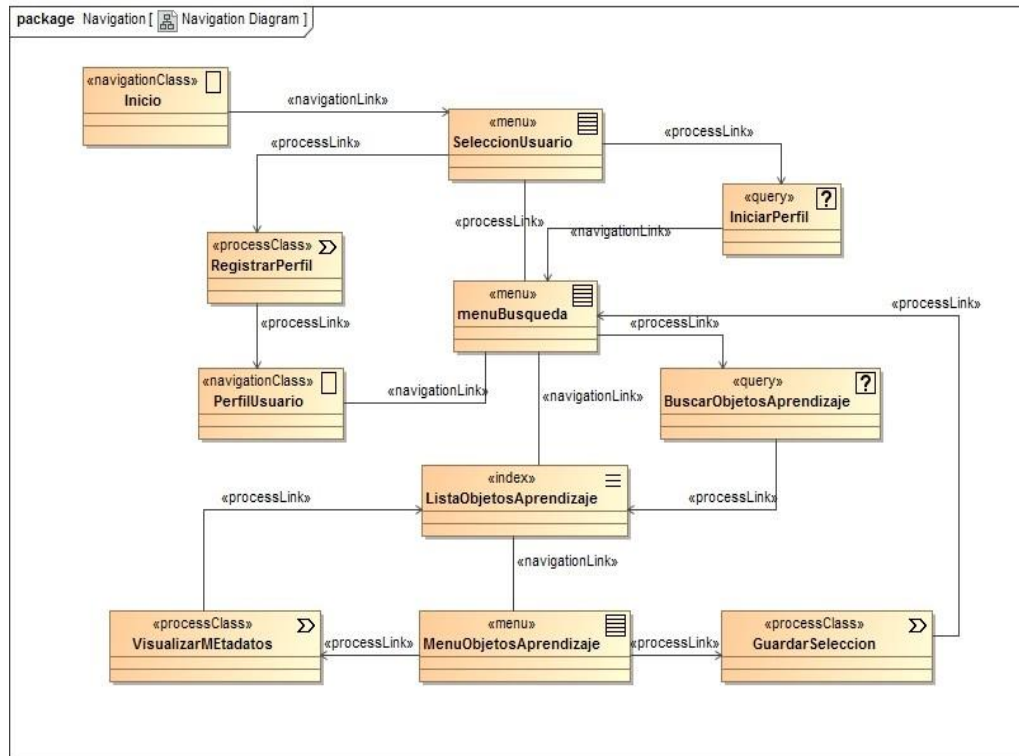 package Navigation [ Navigation Diagram ]
«navigationClass»
Inicio
«navigationLink»
«menu»
SeleccionUsuario
«processLink»
«processLink»
«query»
?
IniciarPerfil
«processLink»
«navigationLink»
«processClass»
RegistrarPerfil
«processLink»
«menu»
menuBusqueda
«processLink»
«processLink»
«navigationClass»
PerfilUsuario
«navigationLink»
«navigationLink»
«query»
?
BuscarObjetosAprendizaje
«index»
ListaObjetosAprendizaje
«processLink»
«processLink»
«navigationLink»
«processClass»
VisualizarMEtadatos
«processLink»
«menu»
MenuObjetosAprendizaje
«processLink»
«processClass»
GuardarSeleccion